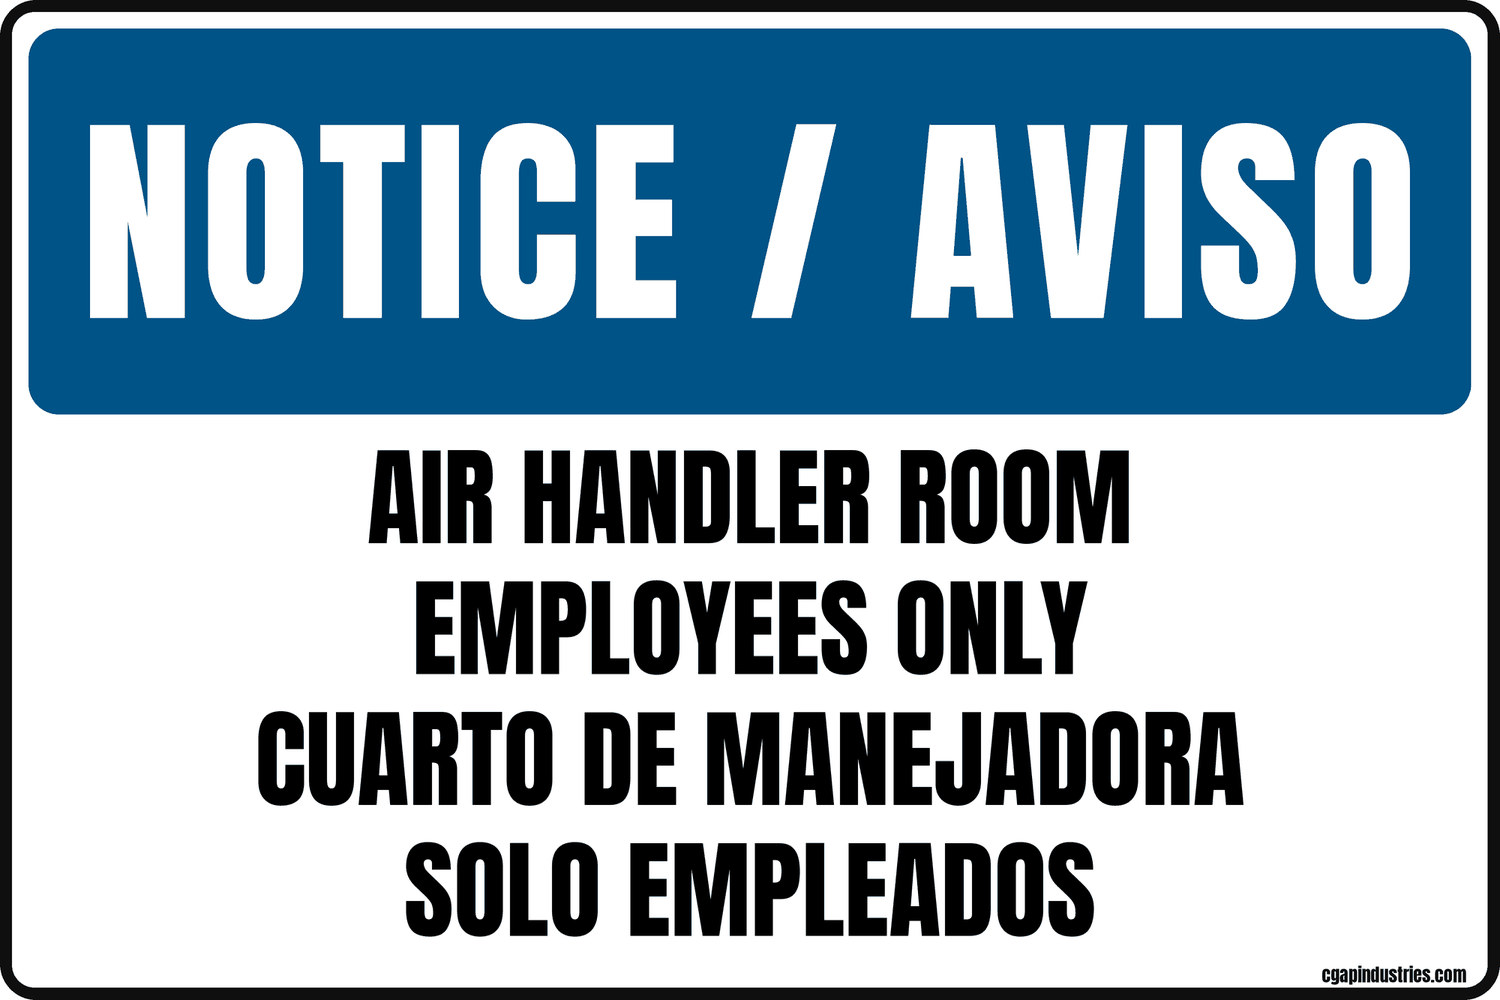 NOTICE / AVISO
AIR HANDLER ROOM
EMPLOYEES ONLY
CUARTO DE MANEJADORA
SOLO EMPLEADOS
cgapindustries.com